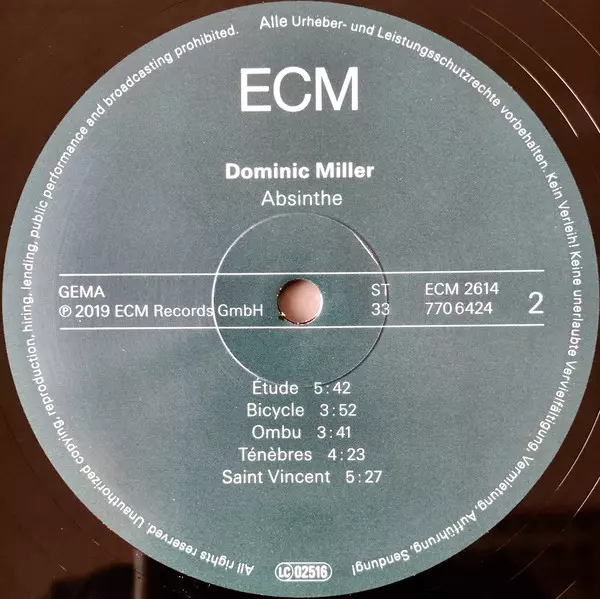 ECM
Dominic Miller
Absinthe
GEMA
℗ 2019 ECM Records GmbH
ST
33
ECM 2614
770 6424
2
Étude 5:42
Bicycle 3:52
Ombu 3:41
Ténèbres 4:23
Saint Vincent 5:27
Alle Urheber- und Leistungsschutzrechte vorbehalten. Kein Verleih! Keine unerlaubte Vervielfältigung, Vermietung, Aufführung, Sendung!
LC 02516
All rights reserved. Unauthorized copying, reproduction, hiring, lending, public performance and broadcasting prohibited.